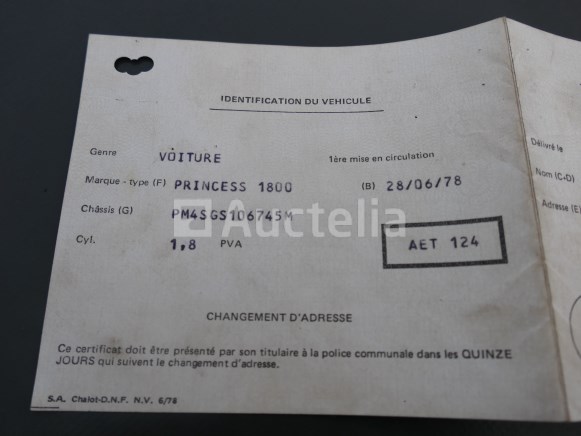 IDENTIFICATION DU VEHICULE
Genre VOITURE 1ère mise en circulation
Marque - type (F) PRINCESS 1800 (B) 28/06/78
Châssis (G) PM4SGS106745M
Cyl. 1,8 PVA AET 124
Auctelia
CHANGEMENT D'ADRESSE
Ce certificat doit être présenté par son titulaire à la police communale dans les QUINZE
JOURS qui suivent le changement d'adresse.
S.A. Chalot-D.N.F. N.V. 6/78
Délivré le
Nom (C+D)
Adresse (E)